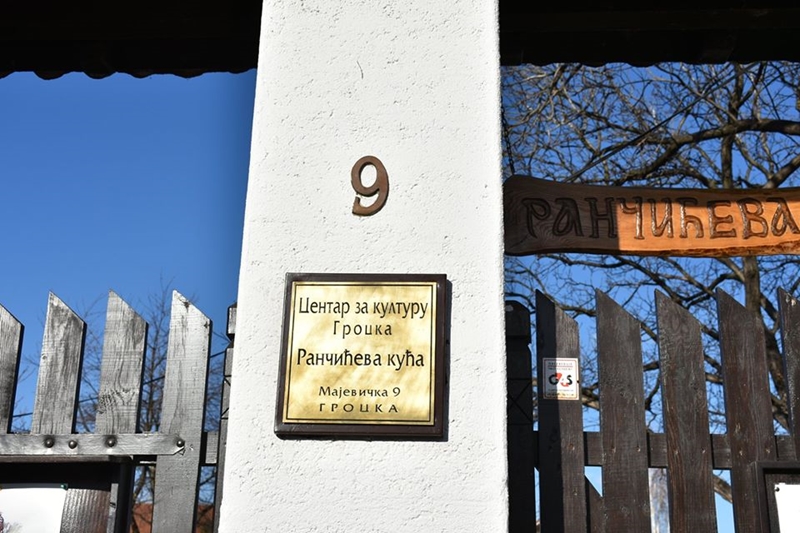 9
РАНЧИЋЕВА
Центар за културу
Гроцка
Ранчићева кућа
Мајевичка 9
ГРОЦКА
G4S